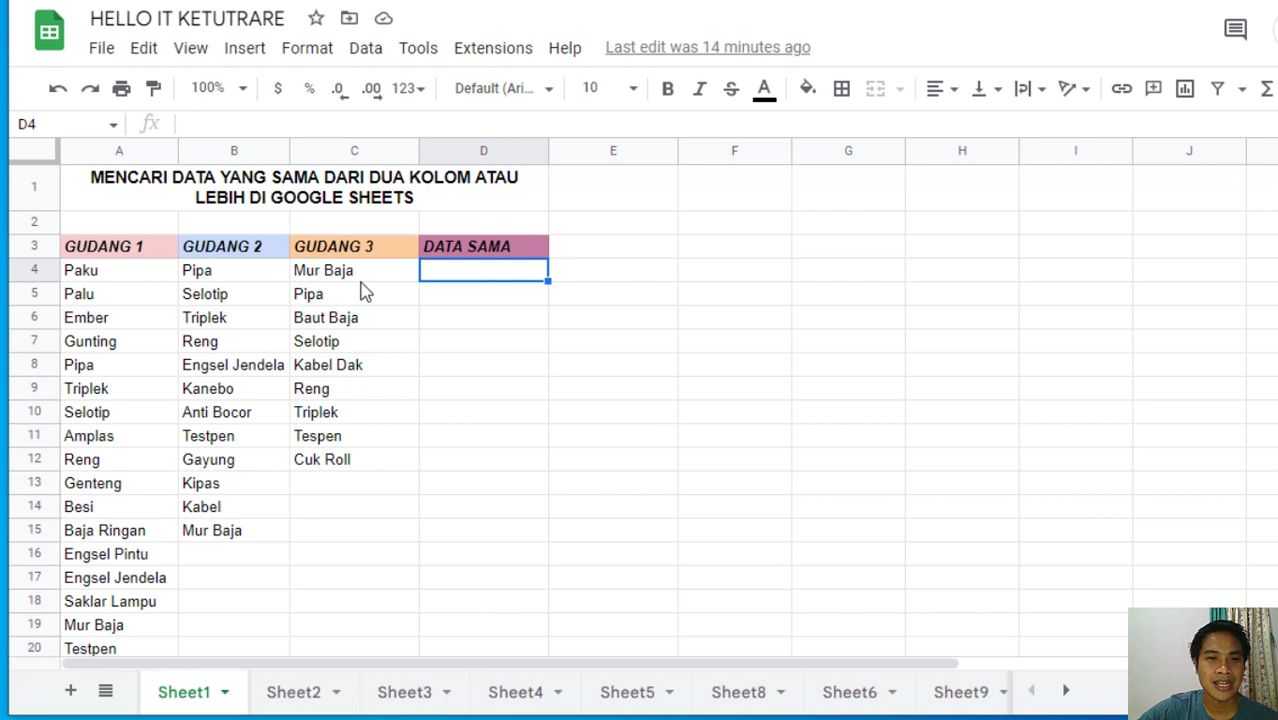 HELLO IT KETUTRARE
File Edit View Insert Format Data Tools Extensions Help Last edit was 14 minutes ago
100% $ % .0 .00 123 Default (Ari... 10 B I S A Σ
D4 fx
A B C D E F G H I J
1 MENCARI DATA YANG SAMA DARI DUA KOLOM ATAU
LEBIH DI GOOGLE SHEETS
2
3 GUDANG 1 GUDANG 2 GUDANG 3 DATA SAMA
4 Paku Pipa Mur Baja
5 Palu Selotip Pipa
6 Ember Triplek Baut Baja
7 Gunting Reng Selotip
8 Pipa Engsel Jendela Kabel Dak
9 Triplek Kanebo Reng
10 Selotip Anti Bocor Triplek
11 Amplas Testpen Tespen
12 Reng Gayung Cuk Roll
13 Genteng Kipas
14 Besi Kabel
15 Baja Ringan Mur Baja
16 Engsel Pintu
17 Engsel Jendela
18 Saklar Lampu
19 Mur Baja
20 Testpen
+ Sheet1 Sheet2 Sheet3 Sheet4 Sheet5 Sheet8 Sheet6 Sheet9